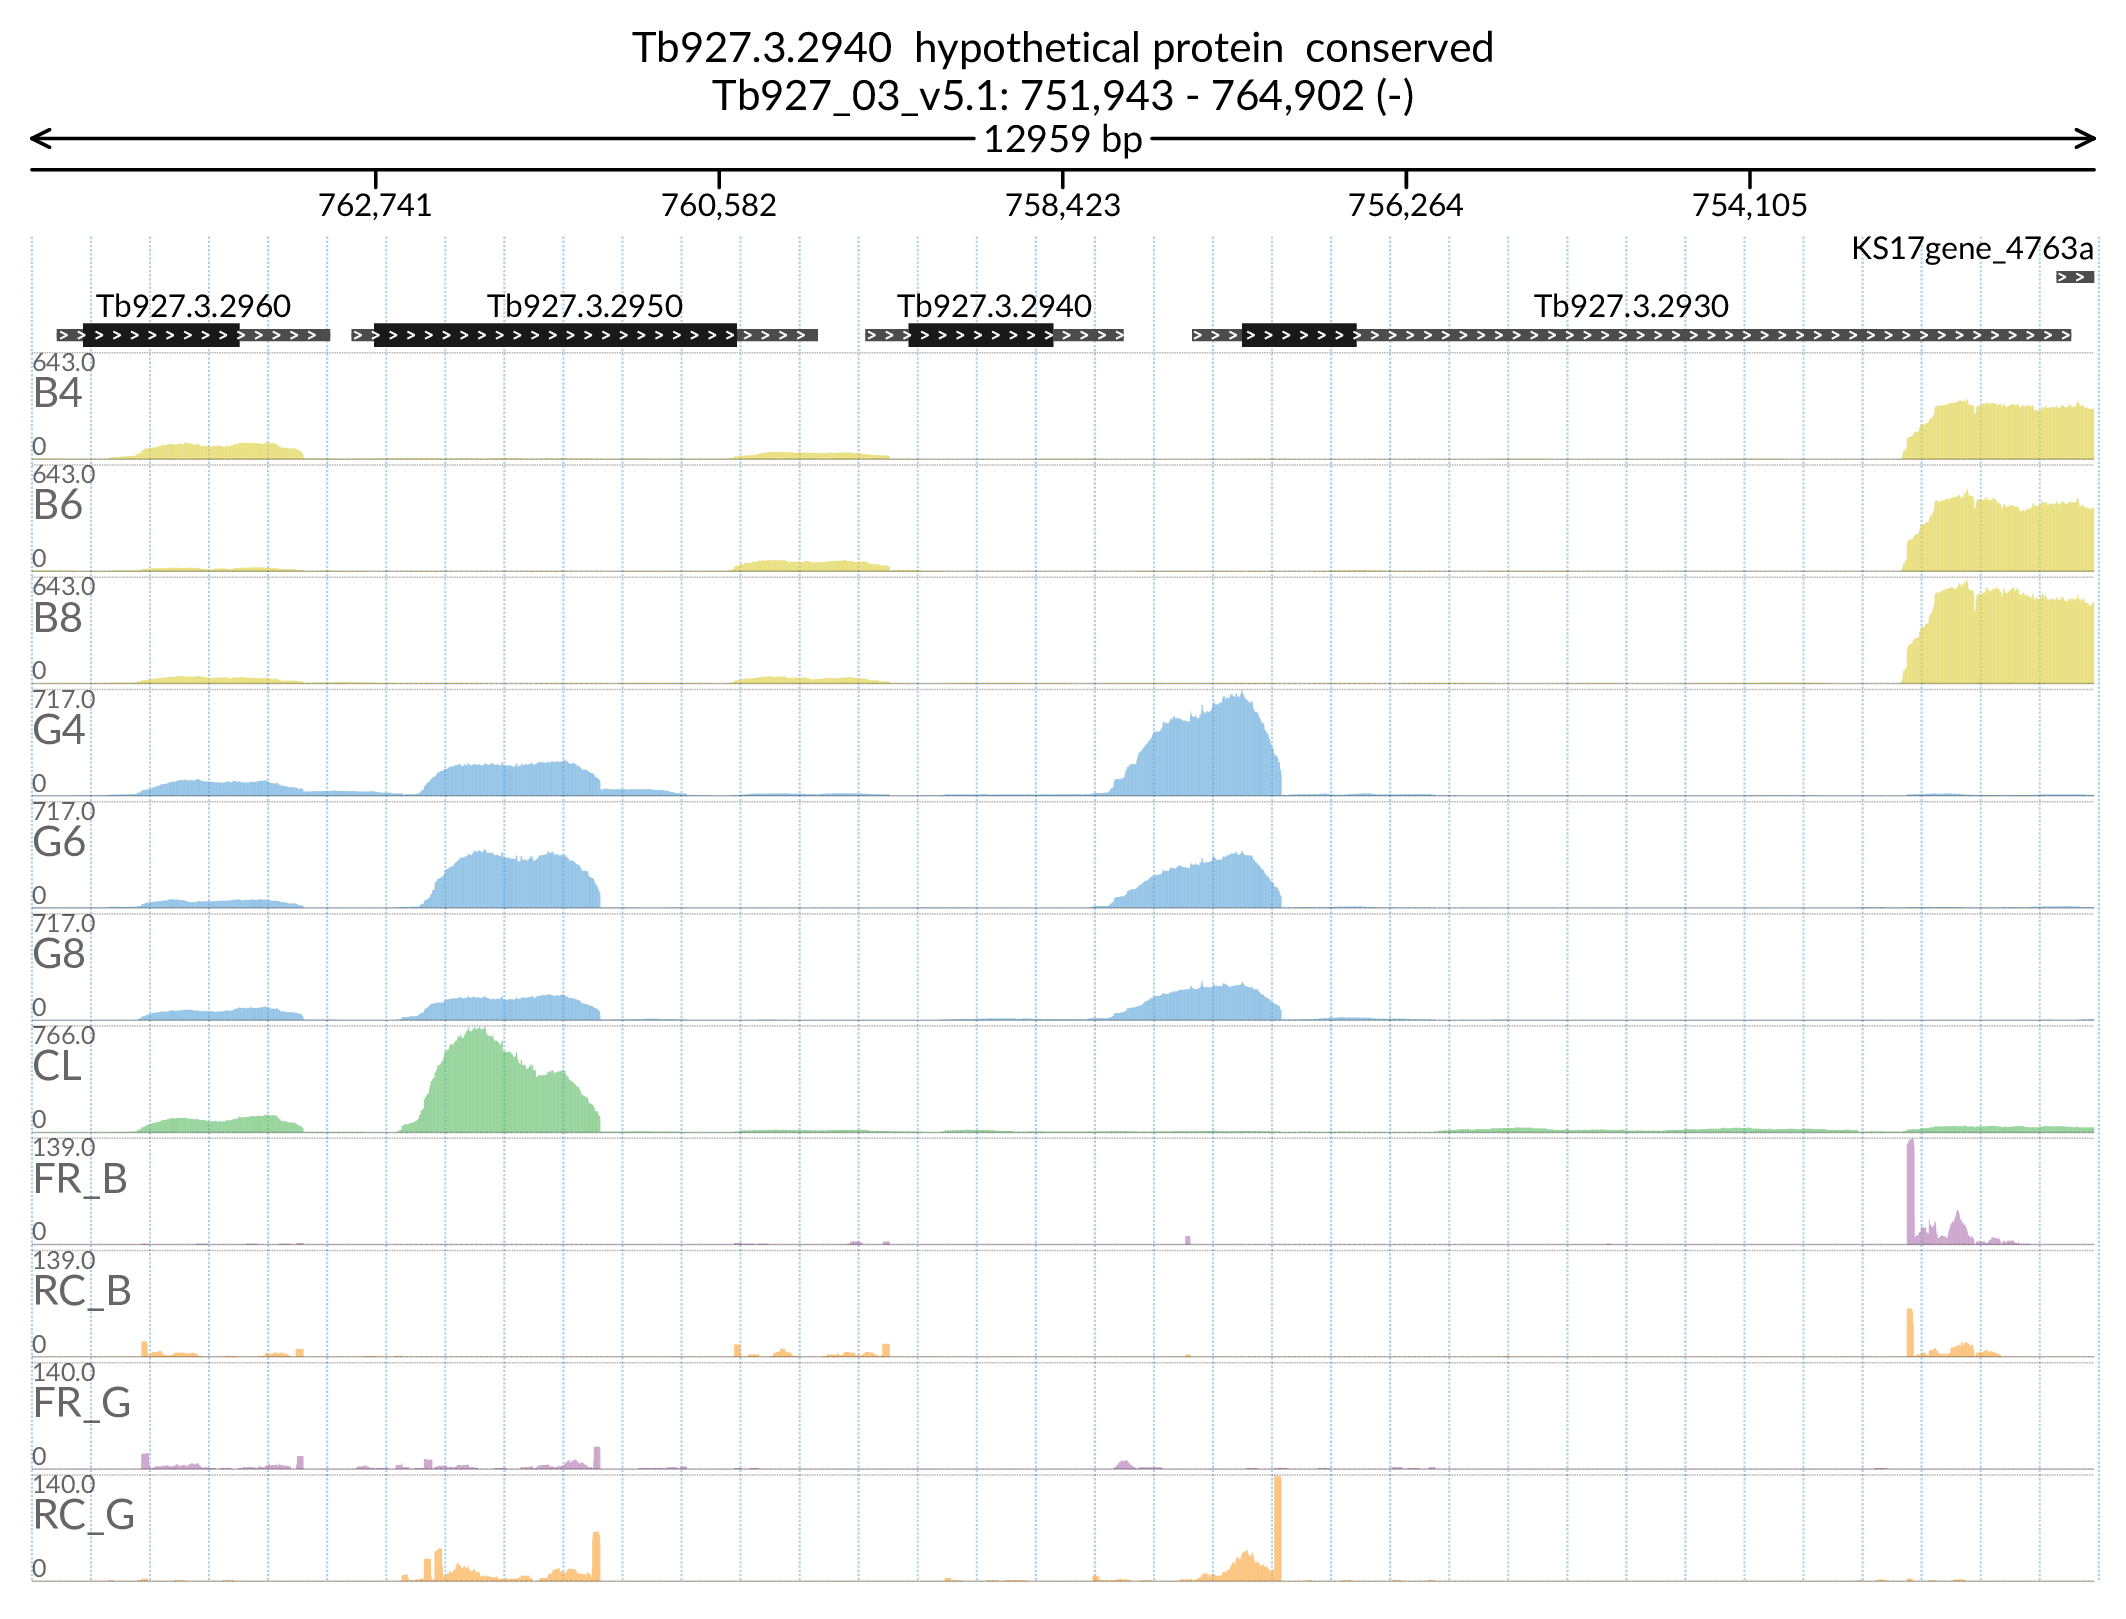 Tb927.3.2940  hypothetical protein  conserved
Tb927_03_v5.1: 751,943 - 764,902 (-)
12959 bp
762,741 760,582 758,423 756,264 754,105
KS17gene_4763a
Tb927.3.2960 Tb927.3.2950 Tb927.3.2940 Tb927.3.2930
643.0
B4
0
643.0
B6
0
643.0
B8
0
717.0
G4
0
717.0
G6
0
717.0
G8
0
766.0
CL
0
139.0
FR_B
0
139.0
RC_B
0
140.0
FR_G
0
140.0
RC_G
0